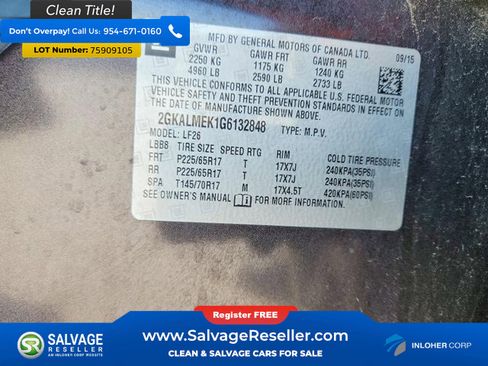 Clean Title!
Don't Overpay! Call Us: 954-671-0160
Lot Number: 75909105
MFD BY GENERAL MOTORS OF CANADA LTD.
GVWR GAWR FRT GAWR RR 09/15
2250 KG 1175 KG 1240 KG
4960 LB 2590 LB 2733 LB
THIS VEHICLE CONFORMS TO ALL APPLICABLE U.S. FEDERAL MOTOR
VEHICLE SAFETY AND THEFT PREVENTION STANDARDS IN EFFECT ON
THE DATE OF MANUFACTURE SHOWN ABOVE.
2GKALMEK1G6132848 TYPE: M.P.V.
MODEL: LF26
LBB8 TIRE SIZE SPEED RTG RIM COLD TIRE PRESSURE
FRT P225/65R17 T 17X7J 240KPA(35PSI)
RR P225/65R17 T 17X7J 240KPA(35PSI)
SPA T145/70R17 M 17X4.5T 420KPA(60PSI)
SEE OWNER'S MANUAL FOR MORE INFORMATION.
Register FREE
SALVAGE
RESELLER
AN INLOHER CORP WEBSITE
www.SalvageReseller.com
CLEAN & SALVAGE CARS FOR SALE
INLOHER CORP